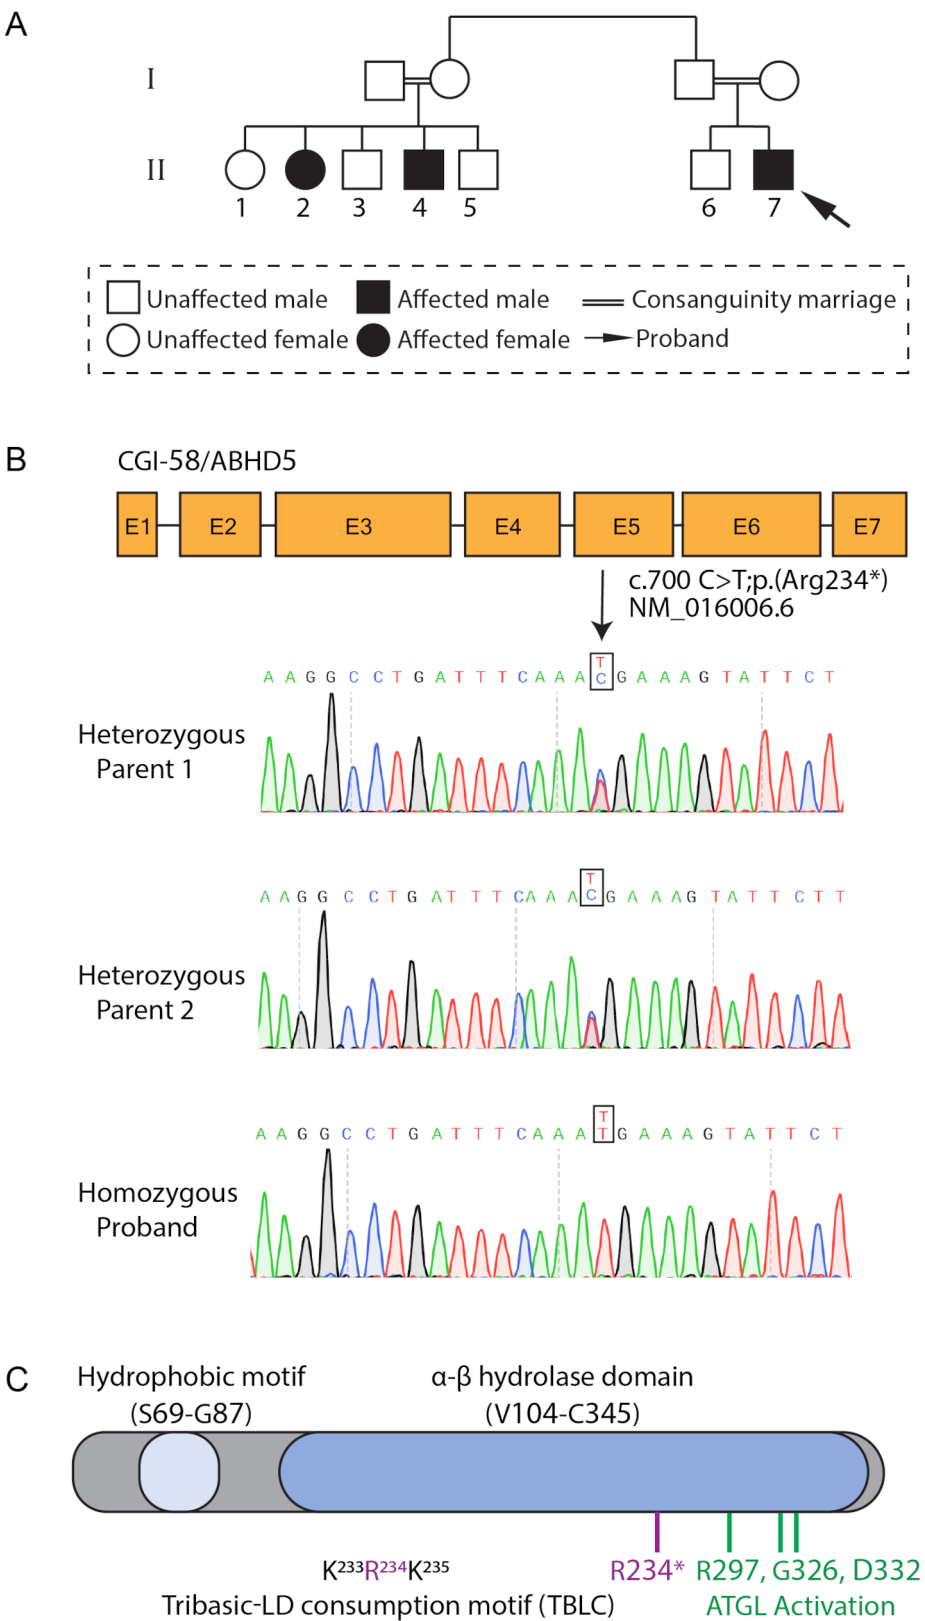 A
I
II
1 2 3 4 5 6 7
Unaffected male Affected male Consanguinity marriage
Unaffected female Affected female Proband
B
CGI-58/ABHD5
E1 E2 E3 E4 E5 E6 E7
c.700 C>T;p.(Arg234*)
NM_016006.6
T
A A G G C C T G A T T T C A A A C G A A A G T A T T C T
Heterozygous
Parent 1
T
A A G G C C T G A T T T C A A A C G A A A G T A T T C T T
Heterozygous
Parent 2
T
A A G G C C T G A T T T C A A A T G A A A G T A T T C T
Homozygous
Proband
C
Hydrophobic motif α-β hydrolase domain
(S69-G87) (V104-C345)
K²³³R²³⁴K²³⁵ R234* R297, G326, D332
Tribasic-LD consumption motif (TBLC) ATGL Activation